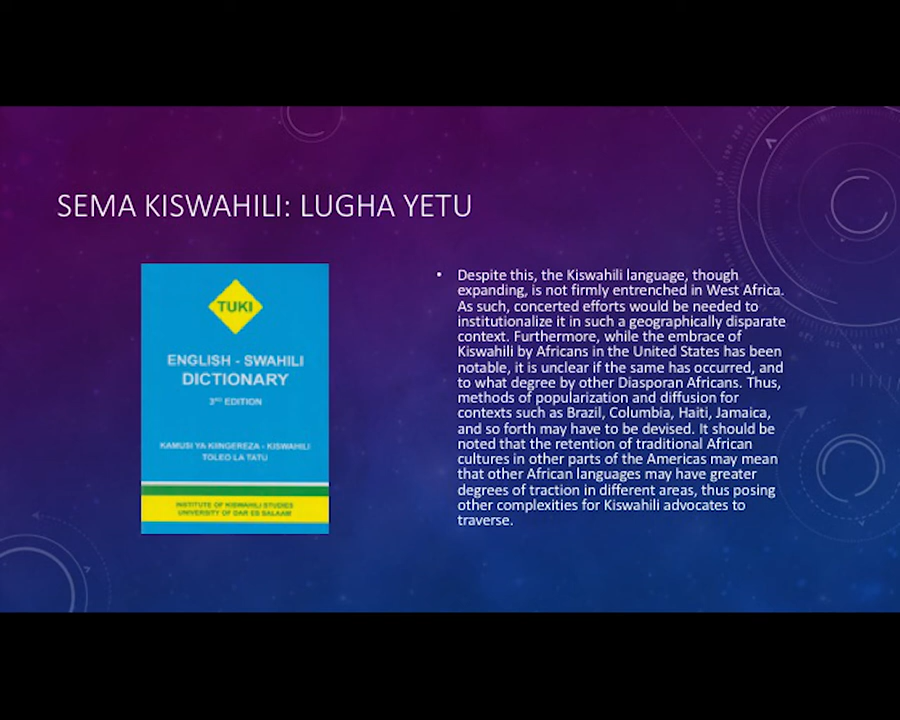 SEMA KISWAHILI: LUGHA YETU
TUKI
ENGLISH - SWAHILI
DICTIONARY
3RD EDITION
KAMUSI YA KIINGEREZA - KISWAHILI
TOLEO LA TATU
INSTITUTE OF KISWAHILI STUDIES
UNIVERSITY OF DAR ES SALAAM
• Despite this, the Kiswahili language, though
expanding, is not firmly entrenched in West Africa.
As such, concerted efforts would be needed to
institutionalize it in such a geographically disparate
context. Furthermore, while the embrace of
Kiswahili by Africans in the United States has been
notable, it is unclear if the same has occurred, and
to what degree by other Diasporan Africans. Thus,
methods of popularization and diffusion for
contexts such as Brazil, Columbia, Haiti, Jamaica,
and so forth may have to be devised. It should be
noted that the retention of traditional African
cultures in other parts of the Americas may mean
that other African languages may have greater
degrees of traction in different areas, thus posing
other complexities for Kiswahili advocates to
traverse.